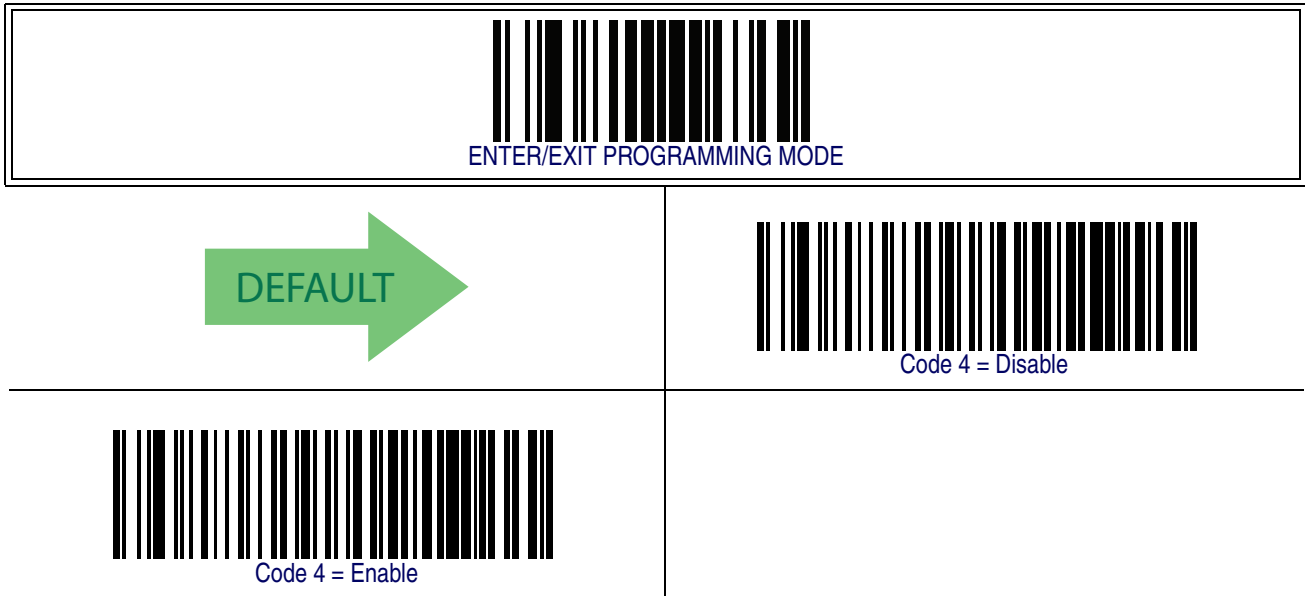 ENTER/EXIT PROGRAMMING MODE
DEFAULT
Code 4 = Disable
Code 4 = Enable